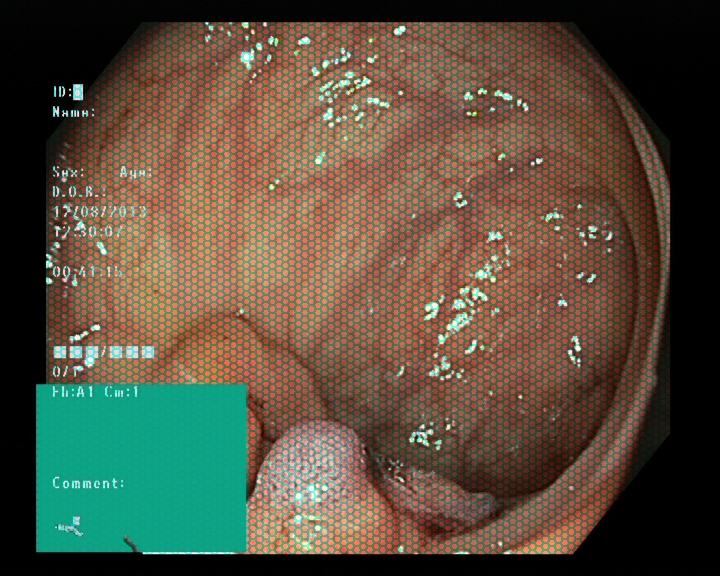 ID:
Name:
Sex: Age:
D.O.B.:
17/08/2013
12:30:07
00:41:15
0/1
Ph:A1 Cm:1
Comment: